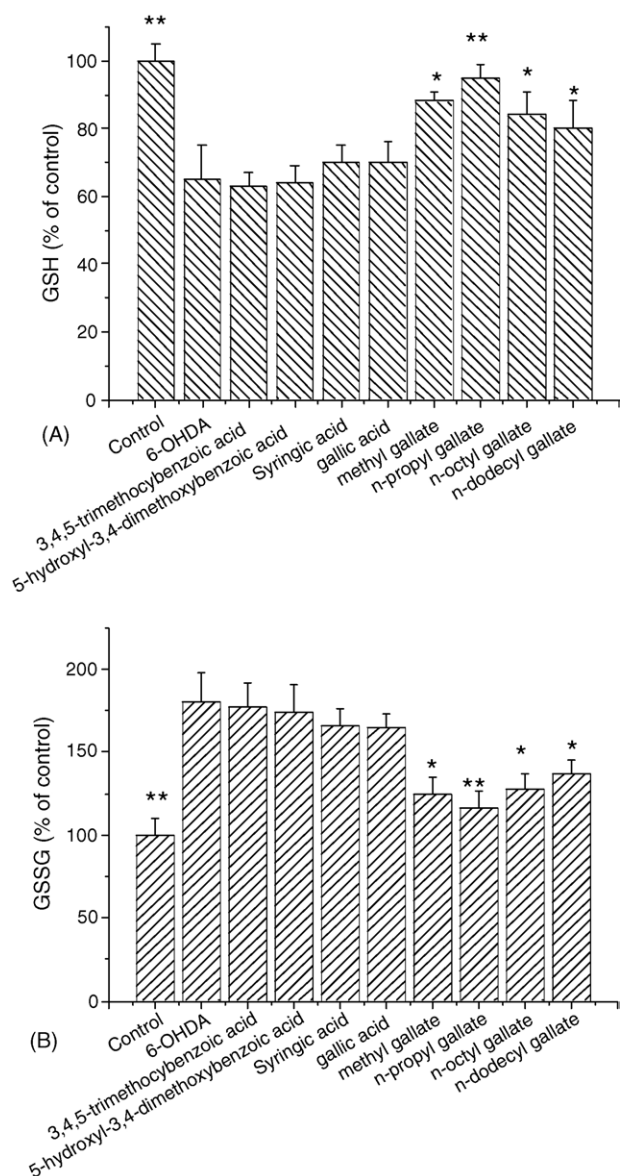 **
100
80
60
40
20
0
GSH (% of control)
*
**
*
*
(A)
Control
6-OHDA
3,4,5-trimethocybenzoic acid
5-hydroxyl-3,4-dimethoxybenzoic acid
Syringic acid
gallic acid
methyl gallate
n-propyl gallate
n-octyl gallate
n-dodecyl gallate
200
150
100
50
0
GSSG (% of control)
**
*
**
*
*
(B)
Control
6-OHDA
3,4,5-trimethocybenzoic acid
5-hydroxyl-3,4-dimethoxybenzoic acid
Syringic acid
gallic acid
methyl gallate
n-propyl gallate
n-octyl gallate
n-dodecyl gallate